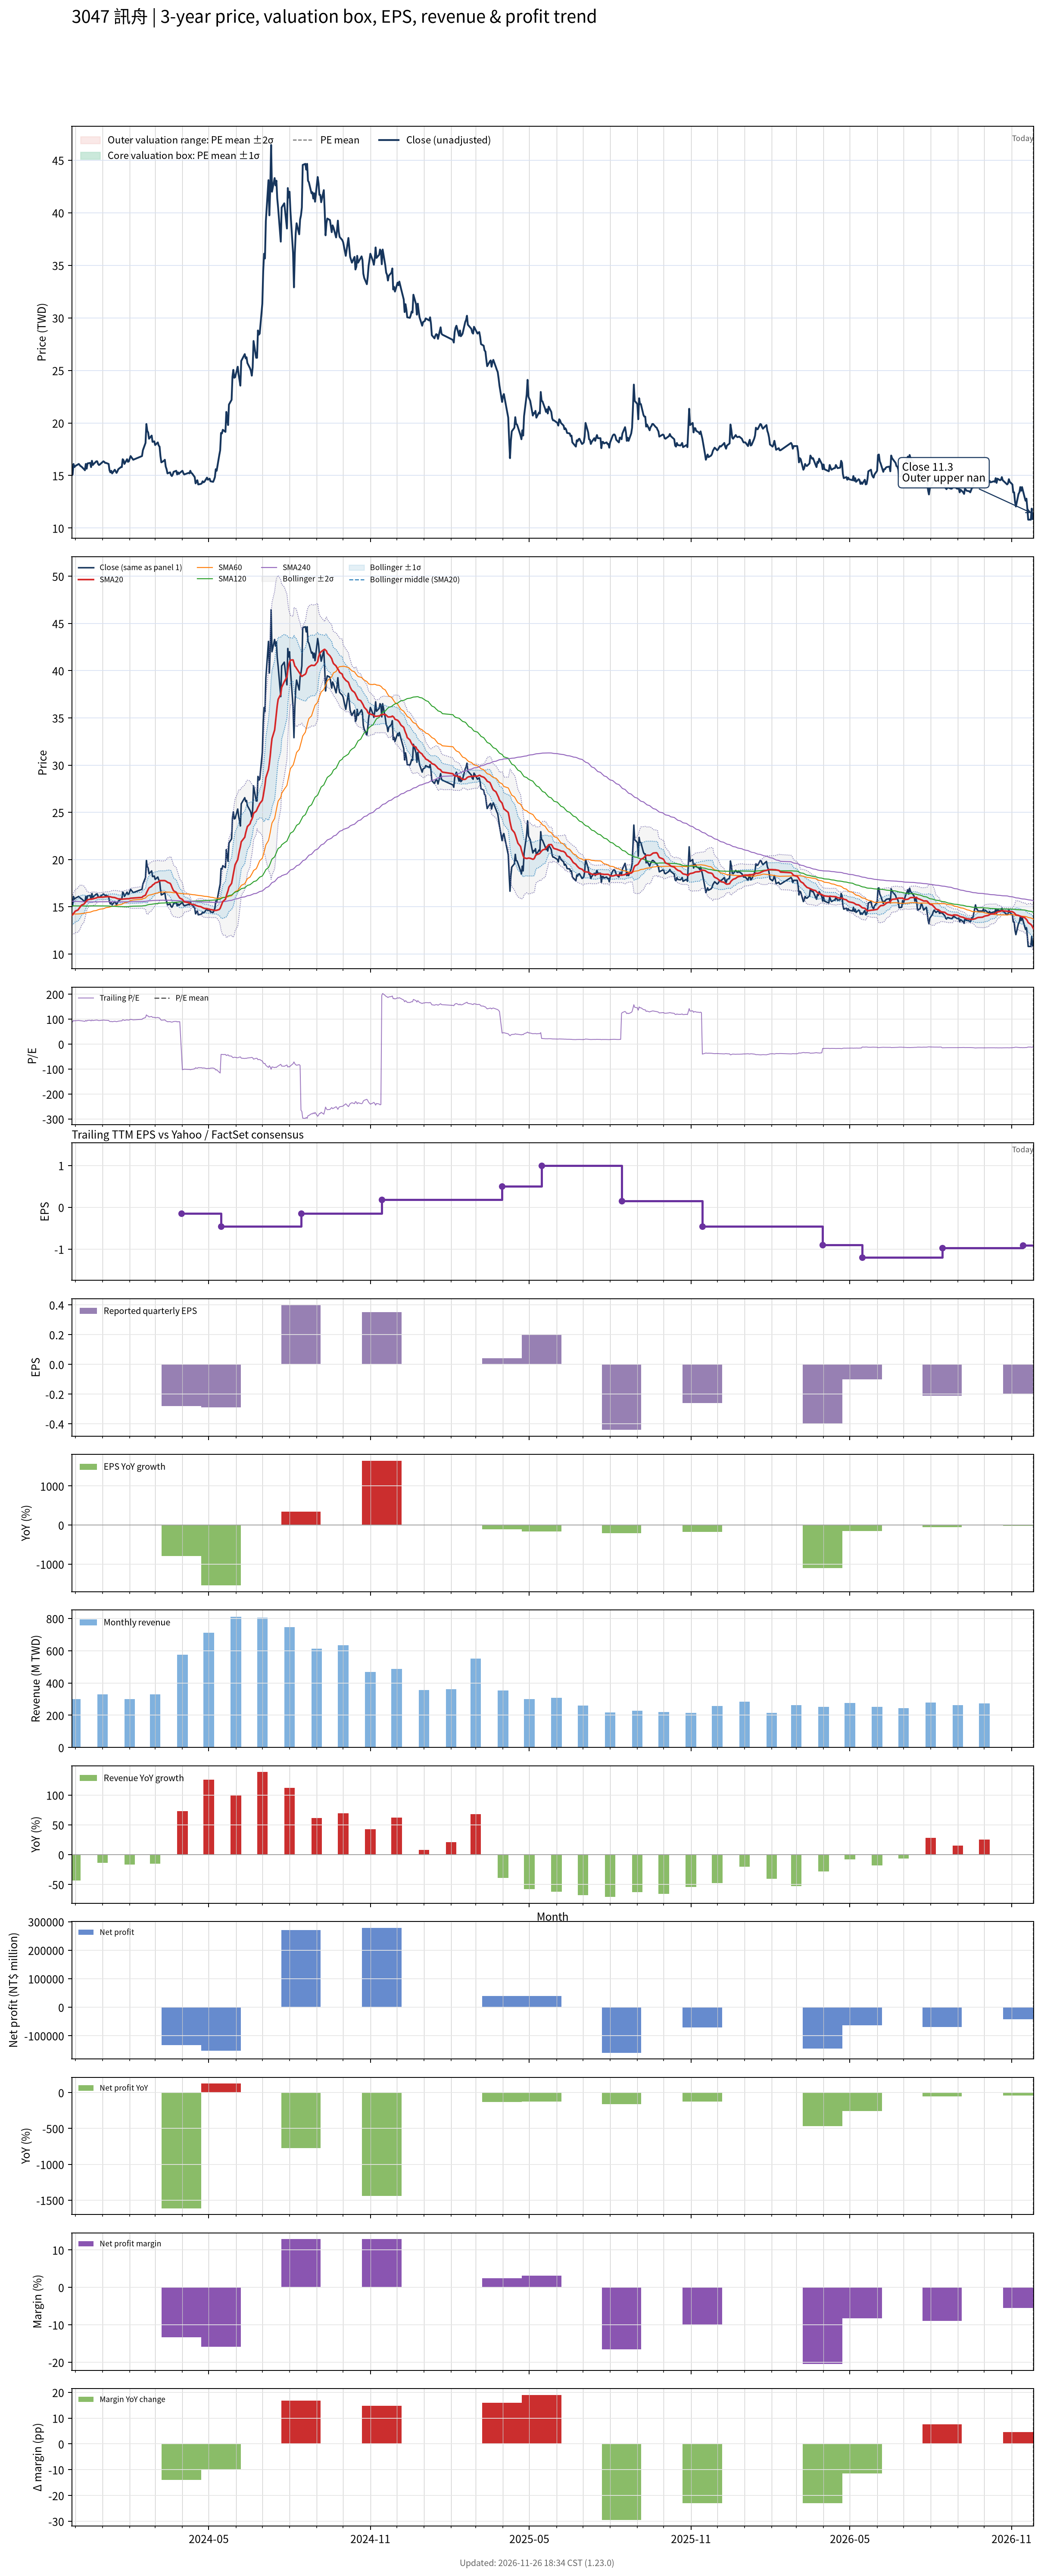 3047 訊舟 | 3-year price, valuation box, EPS, revenue & profit trend
Outer valuation range: PE mean ±2σ
PE mean
Close (unadjusted)
Core valuation box: PE mean ±1σ
Today
45
40
35
30
25
20
15
10
Price (TWD)
Close 11.3
Outer upper nan
Close (same as panel 1)
SMA20
SMA60
SMA120
SMA240
Bollinger ±2σ
Bollinger ±1σ
Bollinger middle (SMA20)
50
45
40
35
30
25
20
15
10
Price
Trailing P/E
P/E mean
200
100
0
-100
-200
-300
P/E
Trailing TTM EPS vs Yahoo / FactSet consensus
Today
1
0
-1
EPS
Reported quarterly EPS
0.4
0.2
0.0
-0.2
-0.4
EPS
EPS YoY growth
1000
0
-1000
YoY (%)
Monthly revenue
800
600
400
200
0
Revenue (M TWD)
Revenue YoY growth
100
50
0
-50
YoY (%)
Month
Net profit
300000
200000
100000
0
-100000
Net profit (NT$ million)
Net profit YoY
0
-500
-1000
-1500
YoY (%)
Net profit margin
10
0
-10
-20
Margin (%)
Margin YoY change
20
10
0
-10
-20
-30
Δ margin (pp)
2024-05
2024-11
2025-05
2025-11
2026-05
2026-11
Updated: 2026-11-26 18:34 CST (1.23.0)